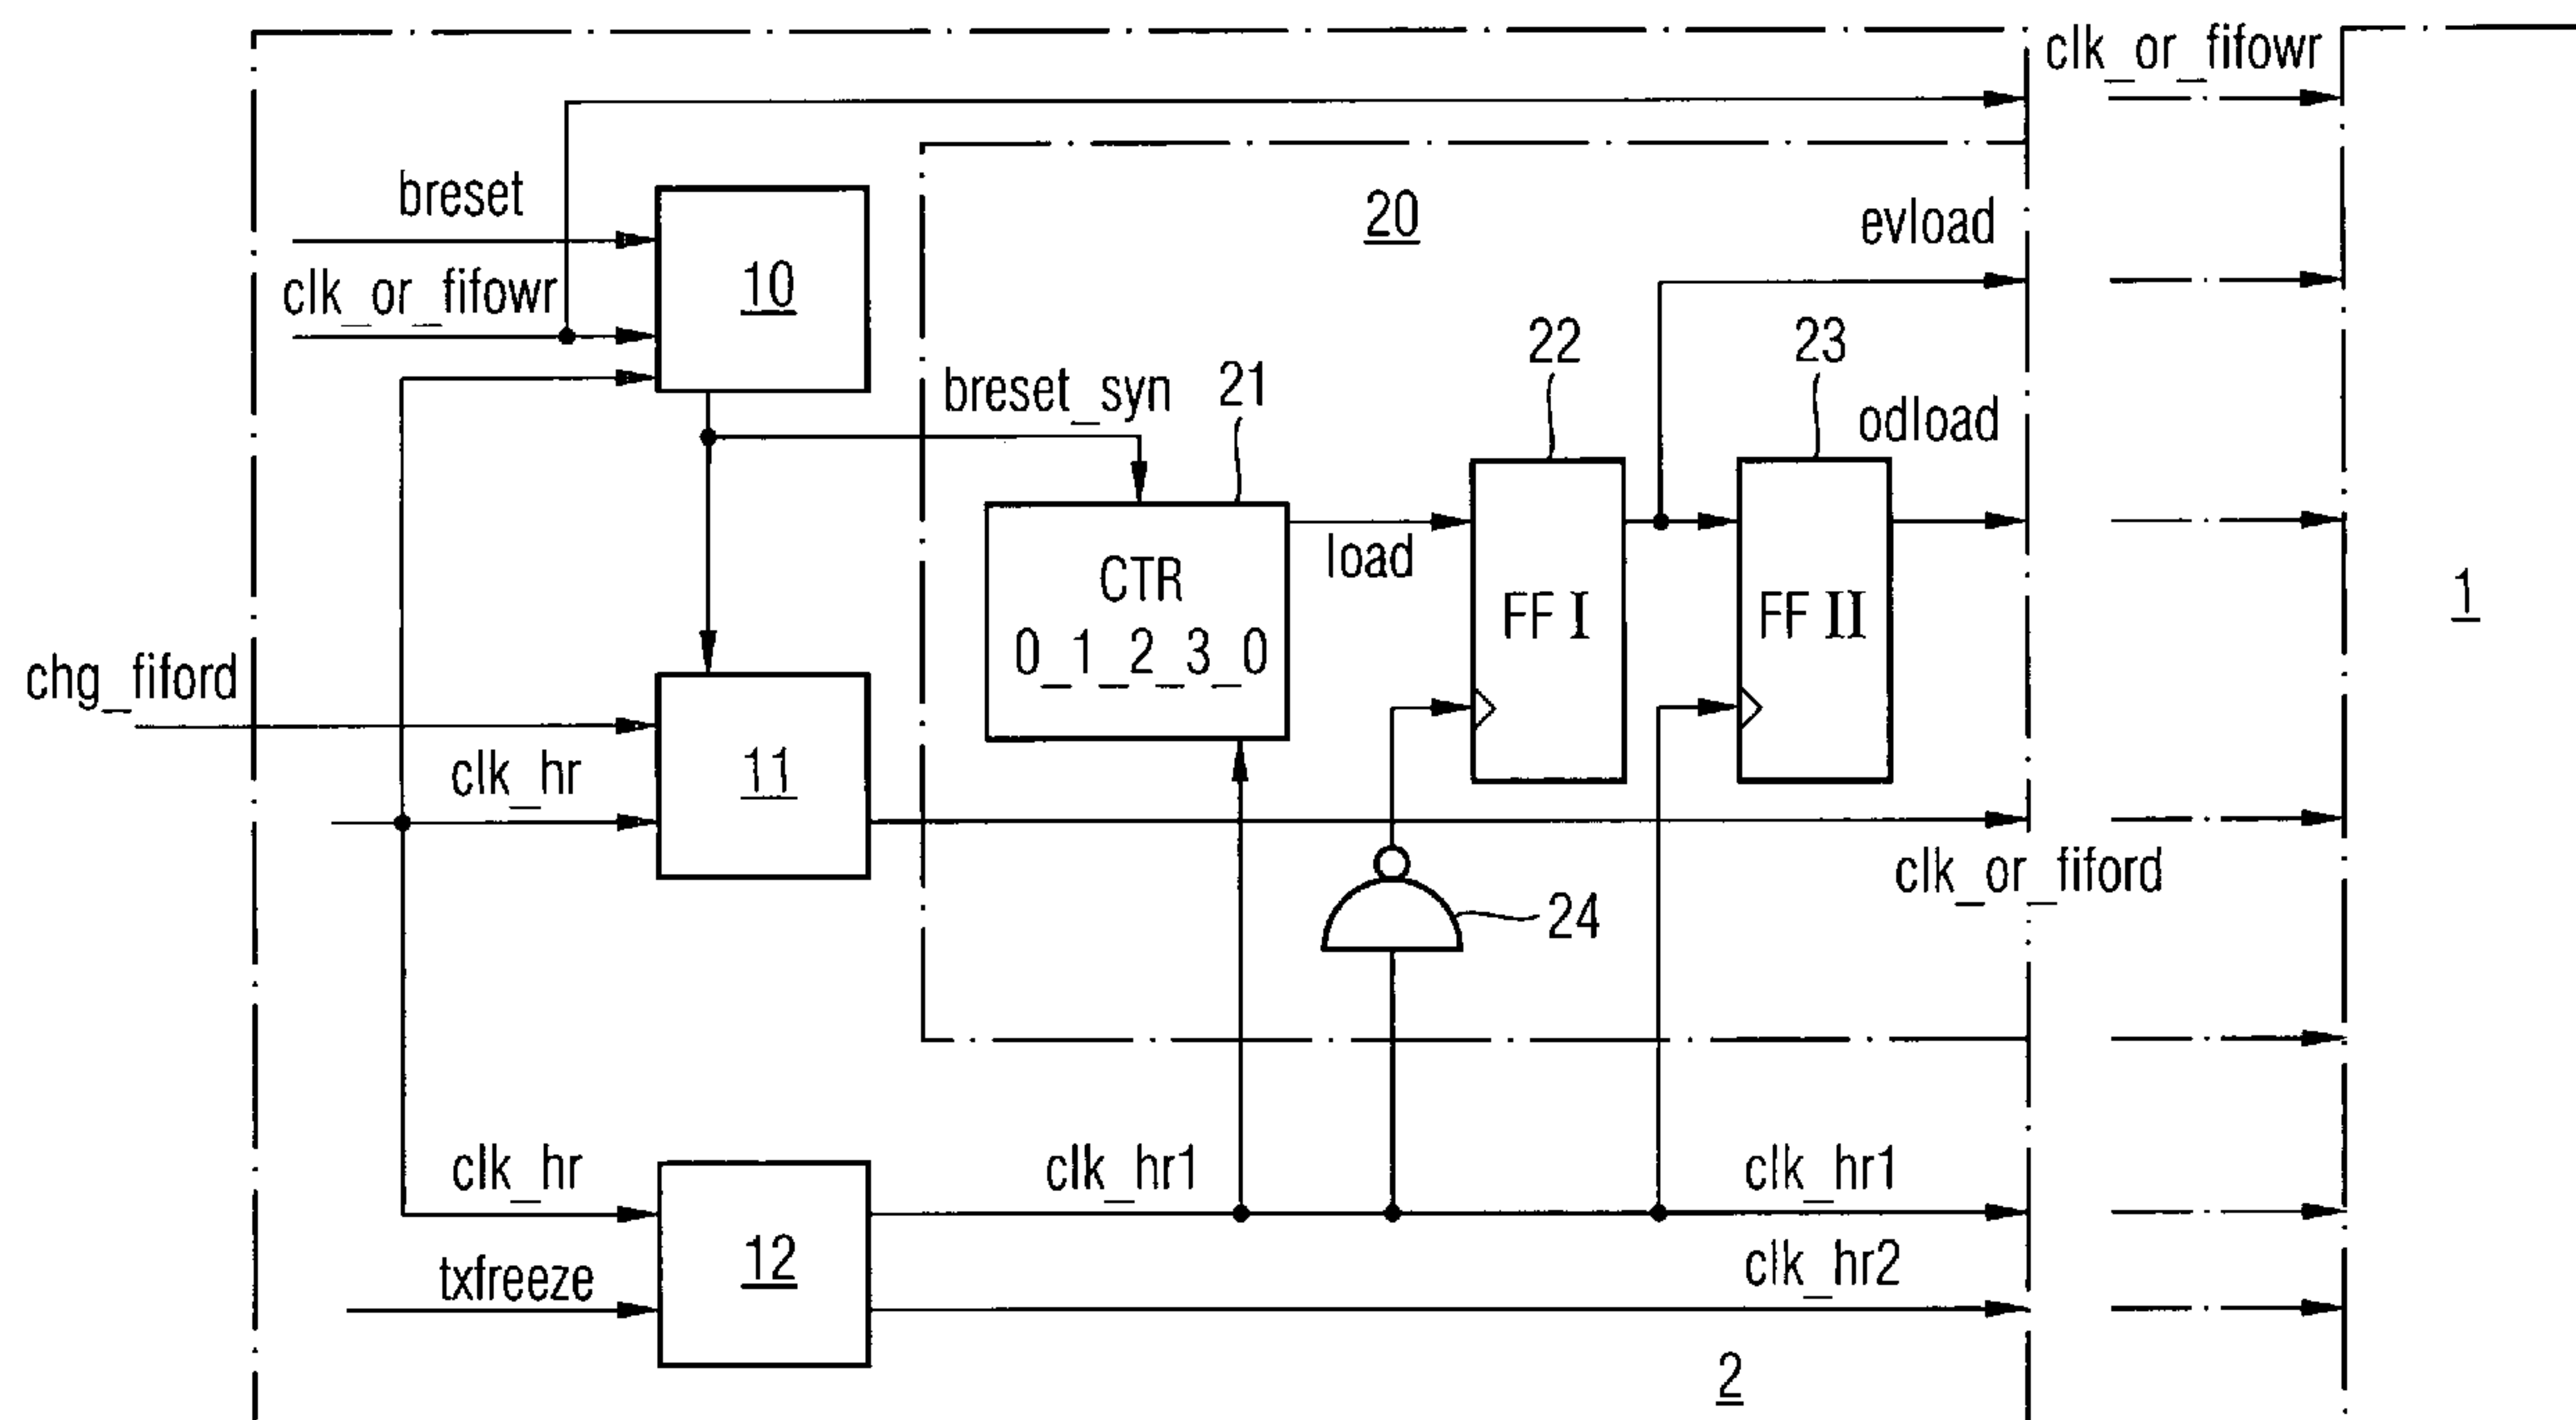 clk_or_fifowr
breset
20
evload
10
clk_or_fifowr
22
23
breset_syn
21
odload
load
CTR
0_1_2_3_0
FF I
FF II
1
chg_fiford
clk_hr
11
clk_or_fiford
24
clk_hr
clk_hr1
clk_hr1
12
txfreeze
clk_hr2
2